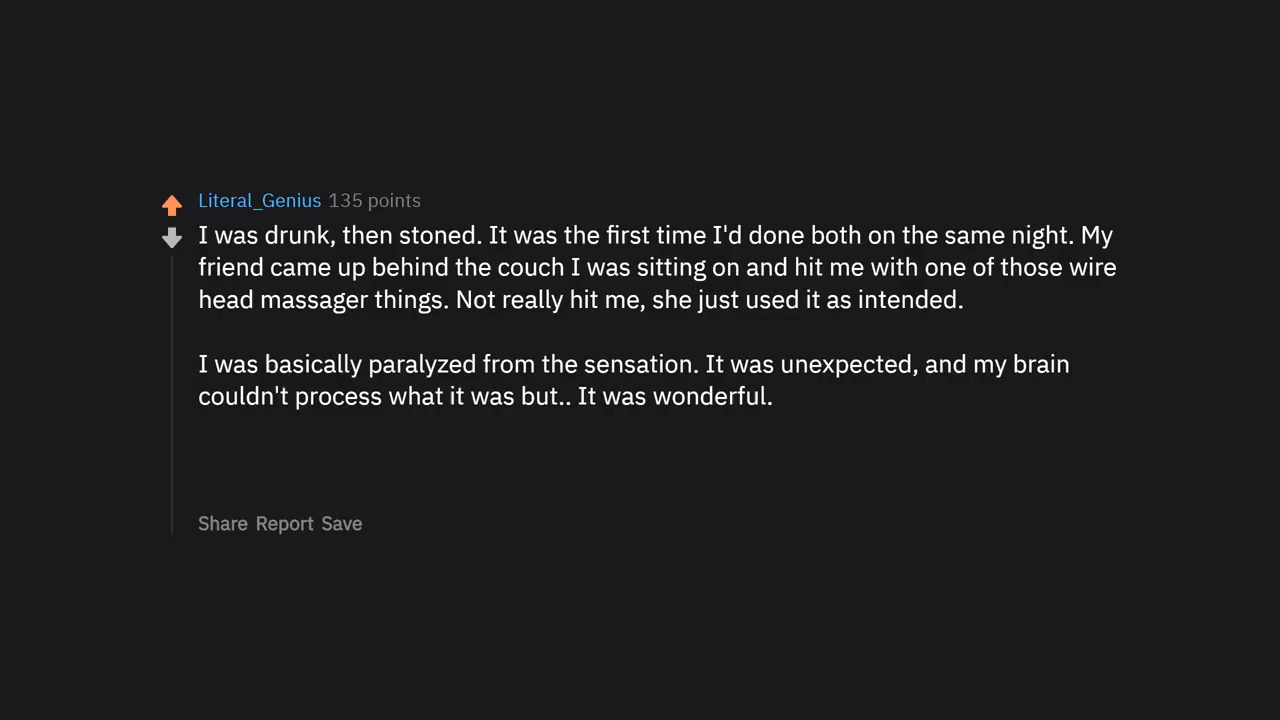 Literal_Genius 135 points
I was drunk, then stoned. It was the first time I'd done both on the same night. My
friend came up behind the couch I was sitting on and hit me with one of those wire
head massager things. Not really hit me, she just used it as intended.
I was basically paralyzed from the sensation. It was unexpected, and my brain
couldn't process what it was but.. It was wonderful.
Share Report Save